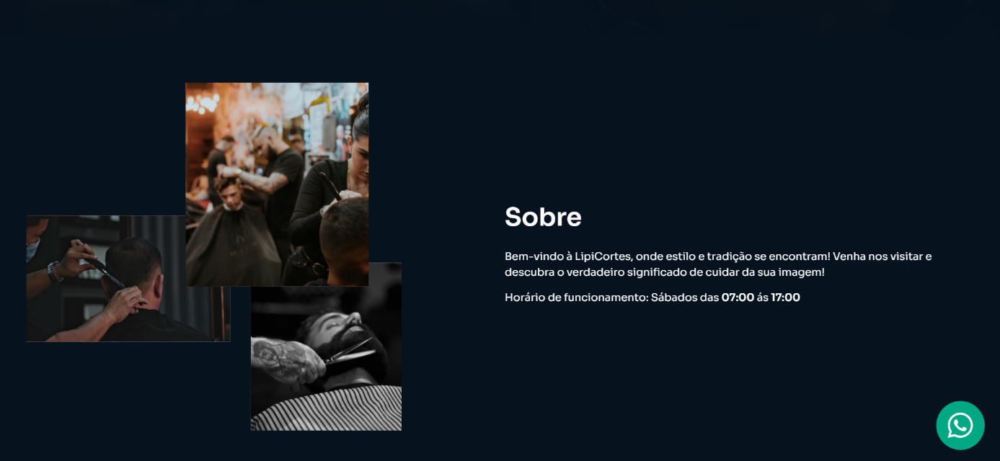 Sobre
Bem-vindo à LipiCortes, onde estilo e tradição se encontram! Venha nos visitar e
descubra o verdadeiro significado de cuidar da sua imagem!
Horário de funcionamento: Sábados das 07:00 ás 17:00